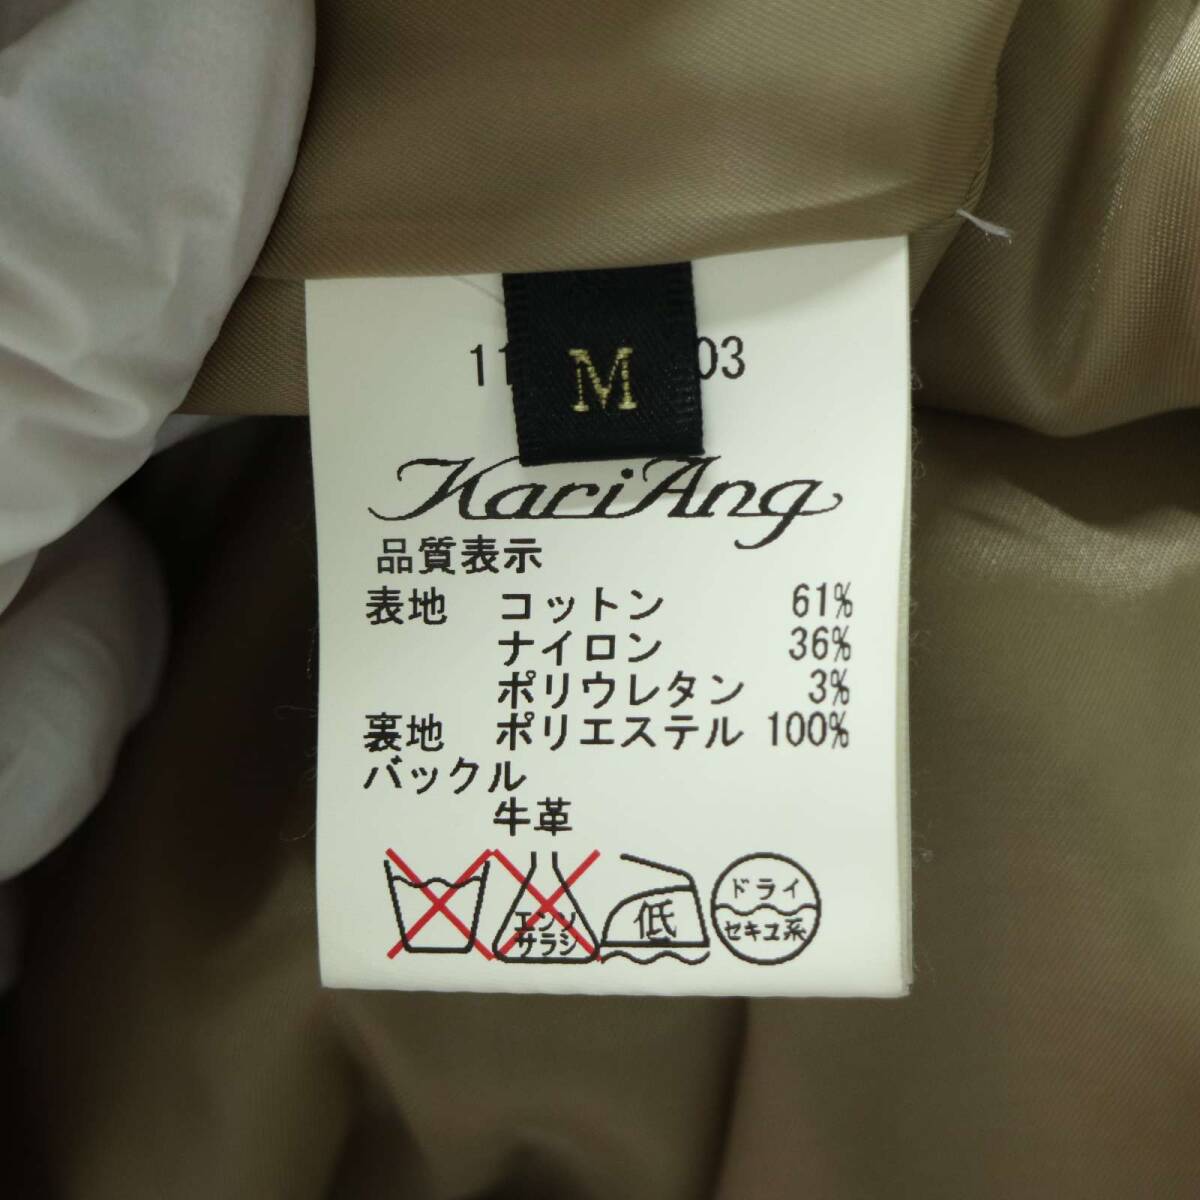 M
KariAng
品質表示
表地 コットン 61%
ナイロン 36%
ポリウレタン 3%
裏地 ポリエステル 100%
バックル
牛革
エンソ
サラシ
低
ドライ
セキユ系